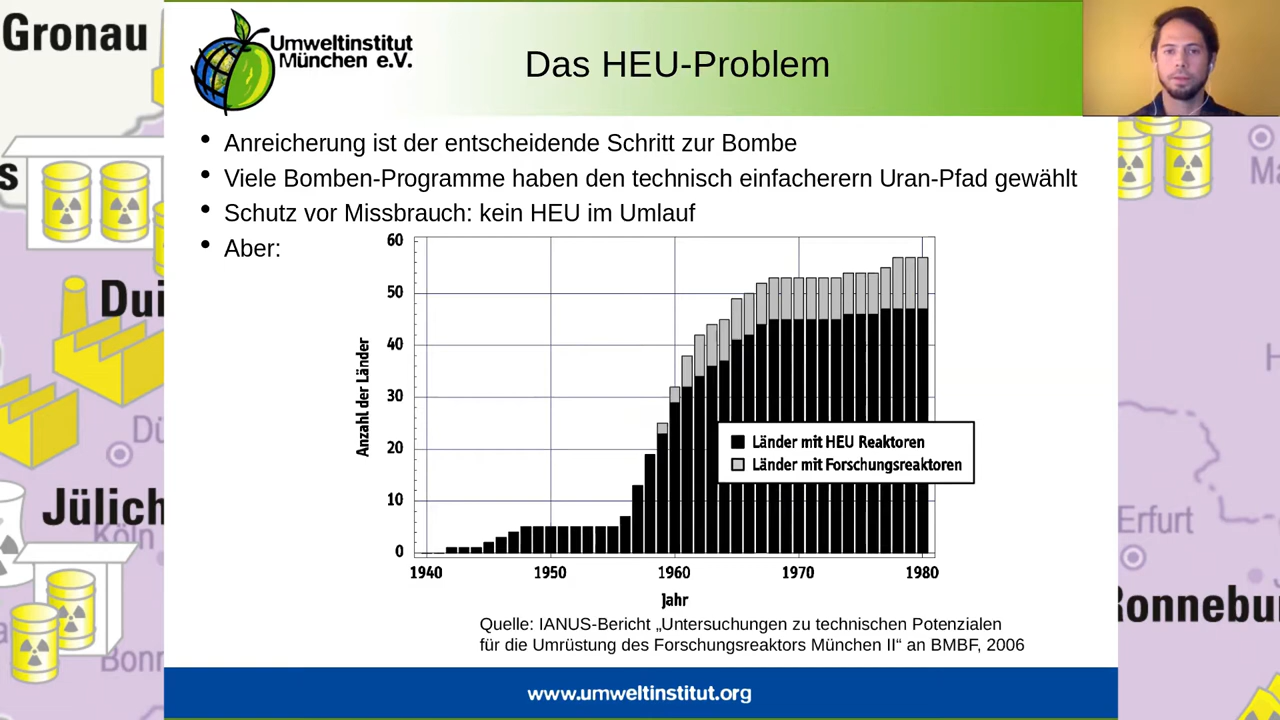 Gronau
Umweltinstitut
München e.V.
Das HEU-Problem
• Anreicherung ist der entscheidende Schritt zur Bombe
• Viele Bomben-Programme haben den technisch einfacherern Uran-Pfad gewählt
• Schutz vor Missbrauch: kein HEU im Umlauf
• Aber:
s
Ma
Dui
Dü
Jülich
Köln
Bonn
H
Erfurt
Ronnebu
60
50
40
30
20
10
0
Anzahl der Länder
Länder mit HEU Reaktoren
Länder mit Forschungsreaktoren
1940 1950 1960 1970 1980
Jahr
Quelle: IANUS-Bericht „Untersuchungen zu technischen Potenzialen
für die Umrüstung des Forschungsreaktors München II“ an BMBF, 2006
www.umweltinstitut.org